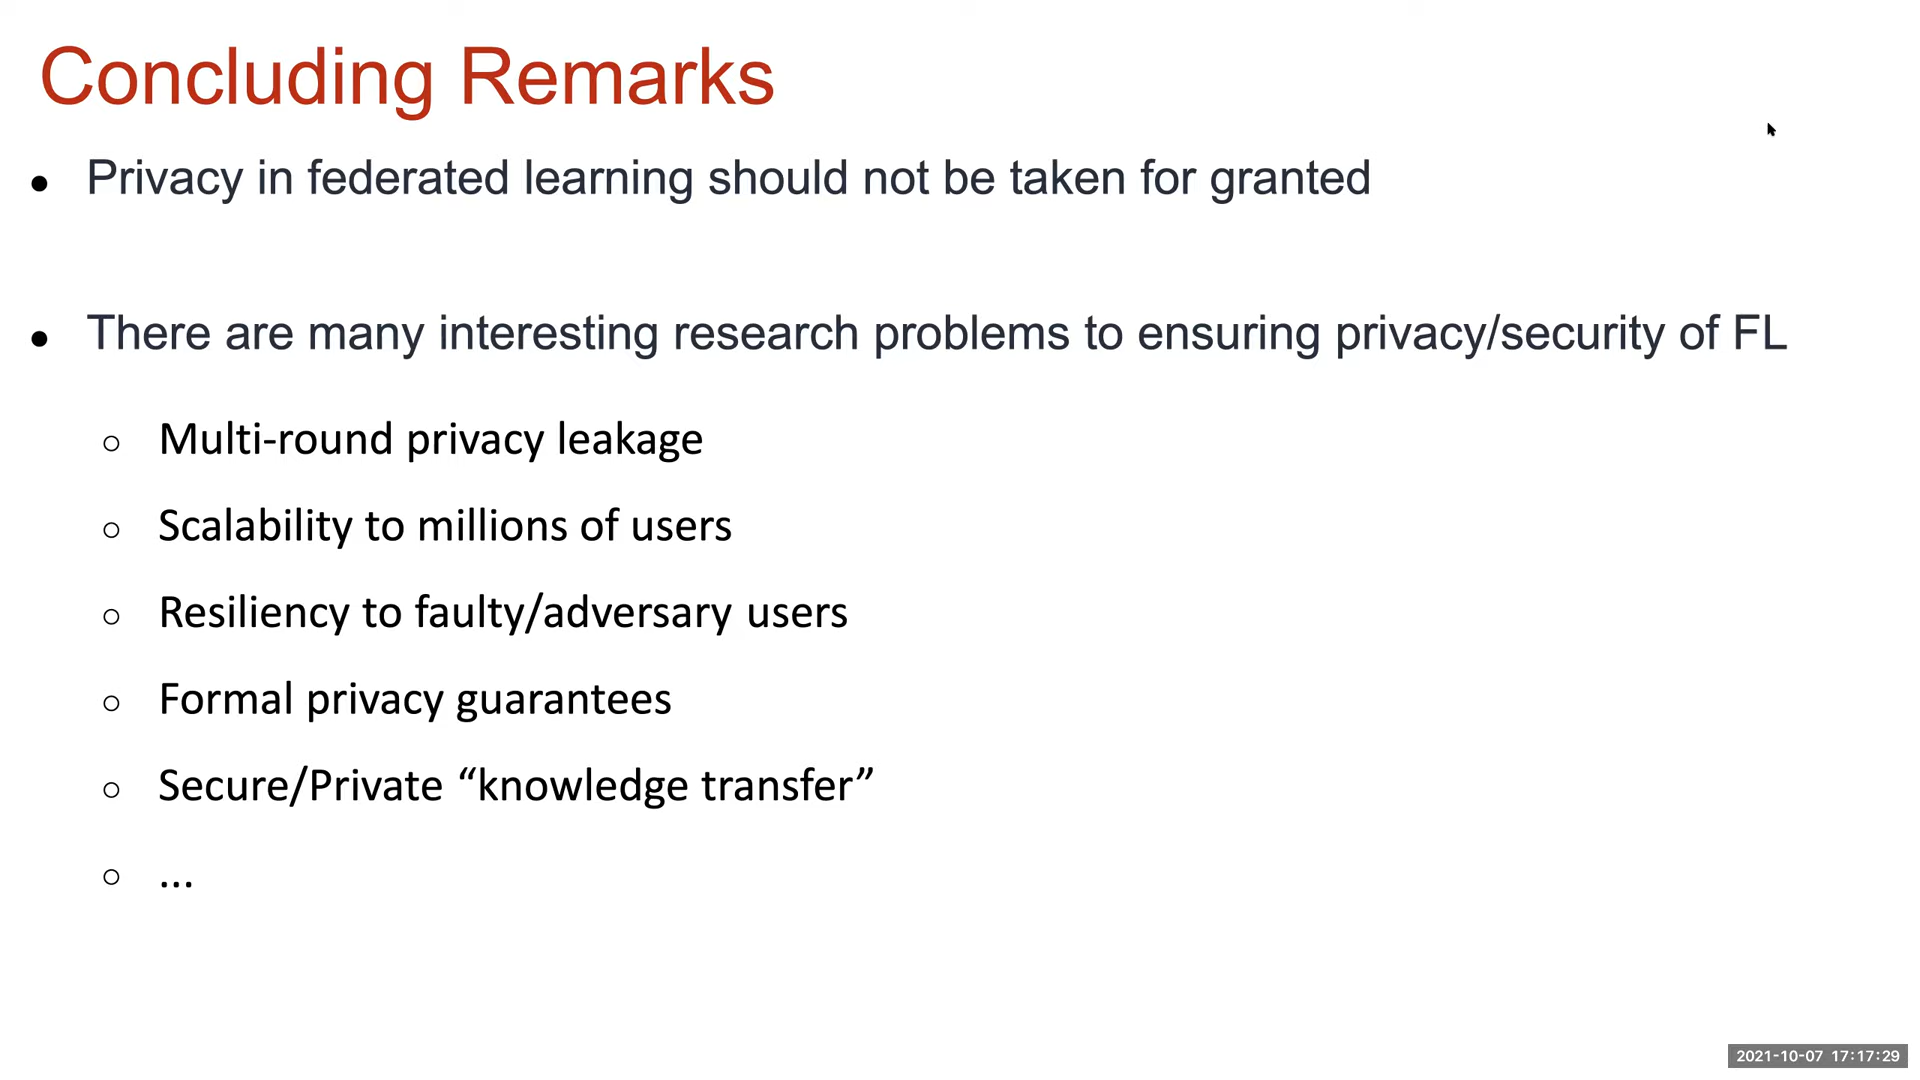 Concluding Remarks
● Privacy in federated learning should not be taken for granted
● There are many interesting research problems to ensuring privacy/security of FL
○ Multi-round privacy leakage
○ Scalability to millions of users
○ Resiliency to faulty/adversary users
○ Formal privacy guarantees
○ Secure/Private “knowledge transfer”
○ ...
2021-10-07 17:17:29